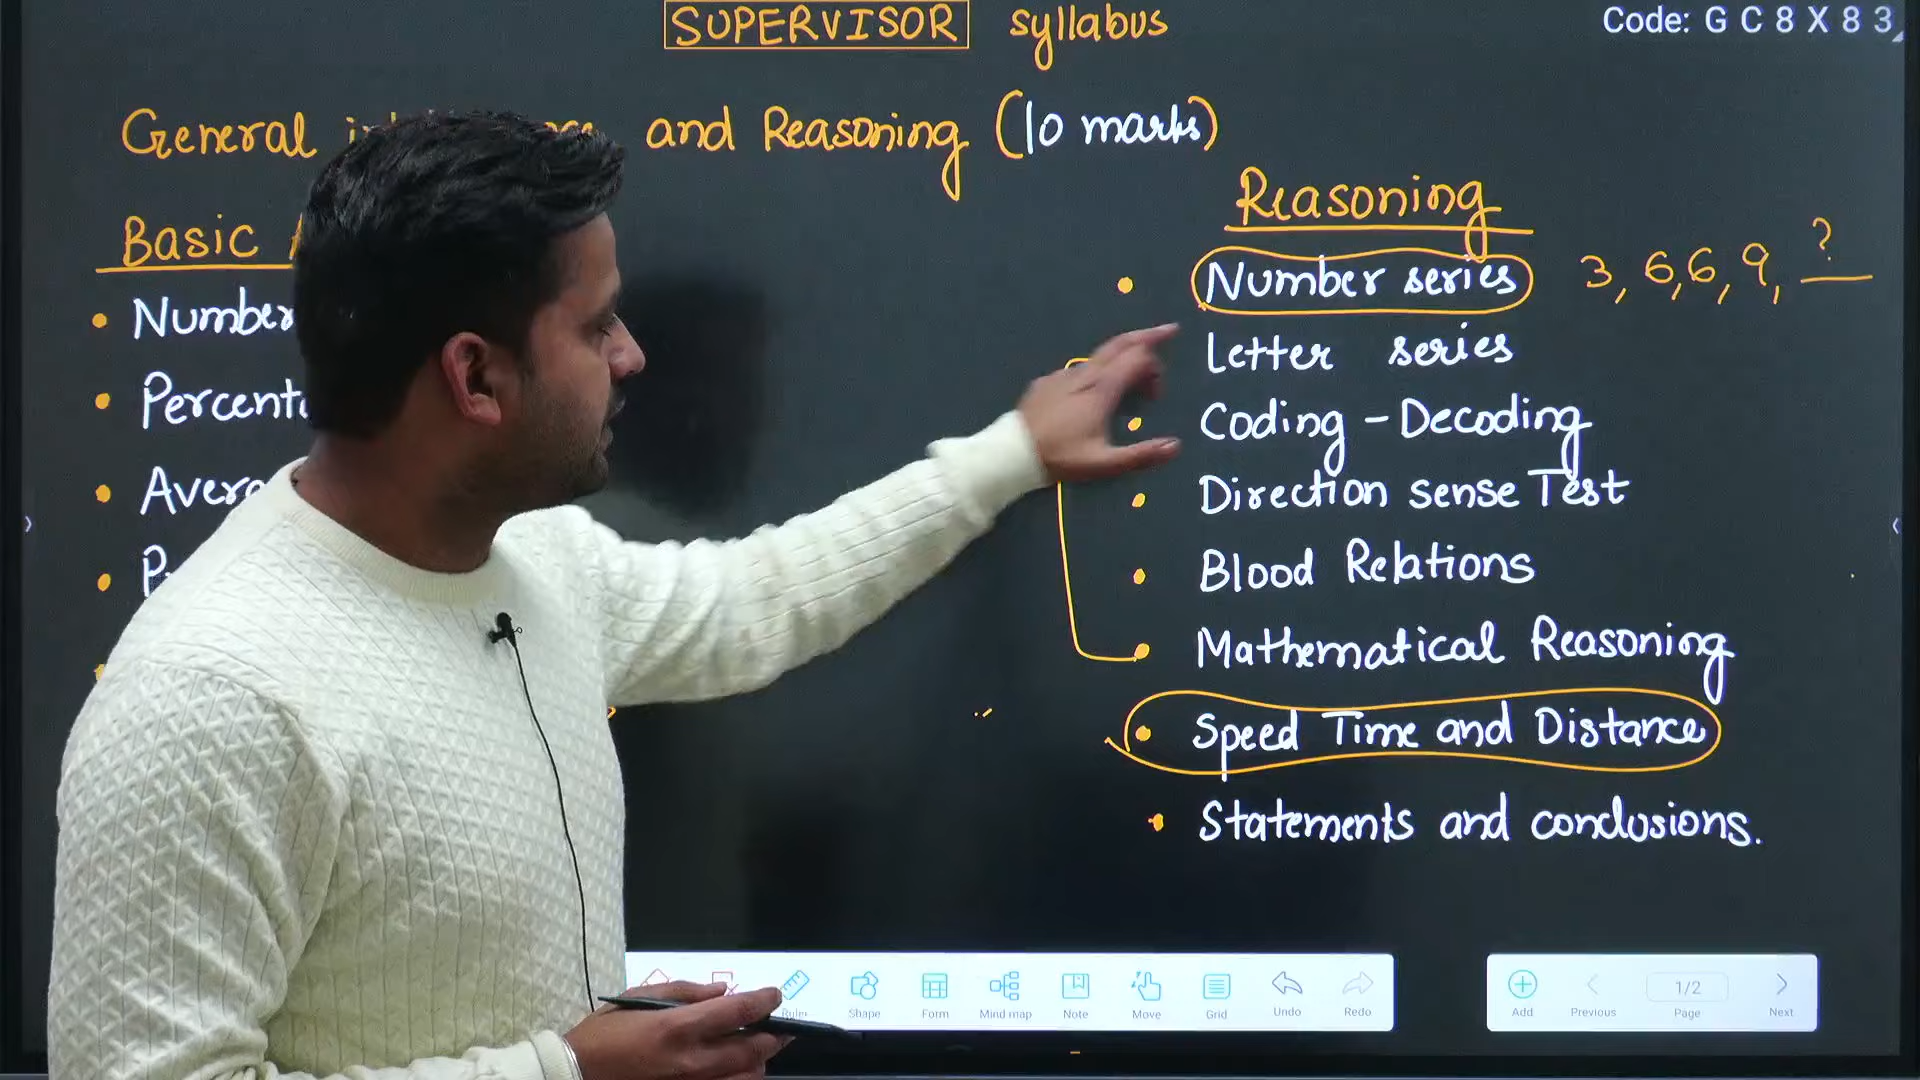 SUPERVISOR syllabus
Code: G C 8 X 8 3
General and Reasoning (10 marks)
Basic
• Number
• 
• 
• 
Reasoning
• Number series 3, 6, 6, 9, ?
Letter series
• Coding - Decoding
• Direction sense Test
• Blood Relations
• Mathematical Reasoning
• Speed Time and Distance
• Statements and conclusions.
Ruler Shape Form Mind map Note Move Grid Undo Redo
Add Previous 1/2 Page Next